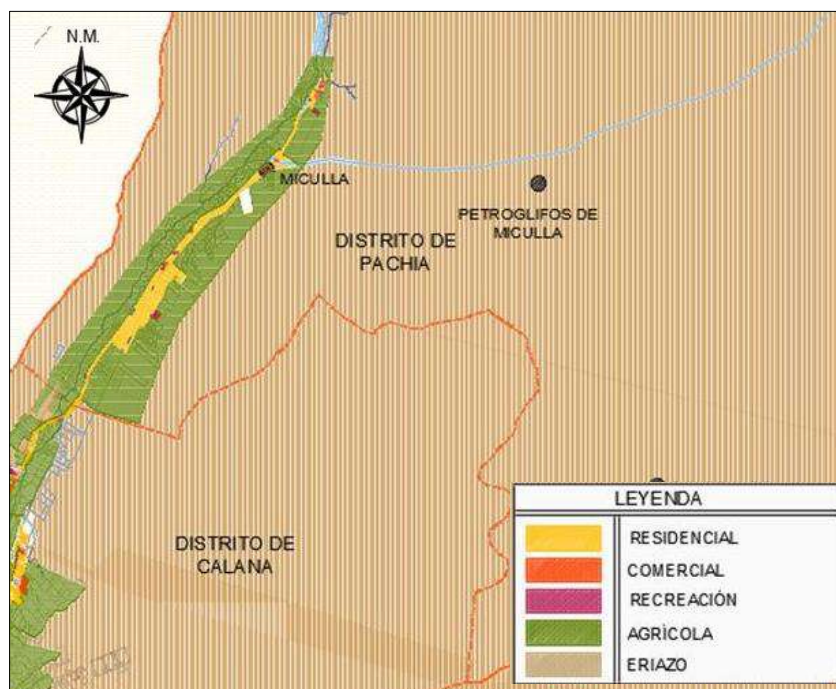 N.M.
MICULLA
PETROGLIFOS DE
MICULLA
DISTRITO DE
PACHIA
DISTRITO DE
CALANA
LEYENDA
RESIDENCIAL
COMERCIAL
RECREACIÓN
AGRÌCOLA
ERIAZO